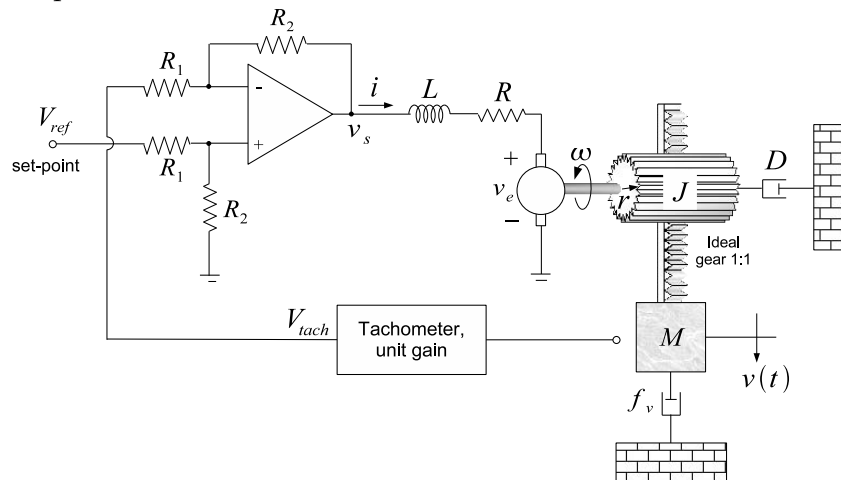 R₂
R₁
i
L
R
V_ref
-
+
v_s
set-point
R₁
R₂
+
v_e
−
ω
r
J
D
Ideal
gear 1:1
V_tach
Tachometer,
unit gain
M
v(t)
f_v